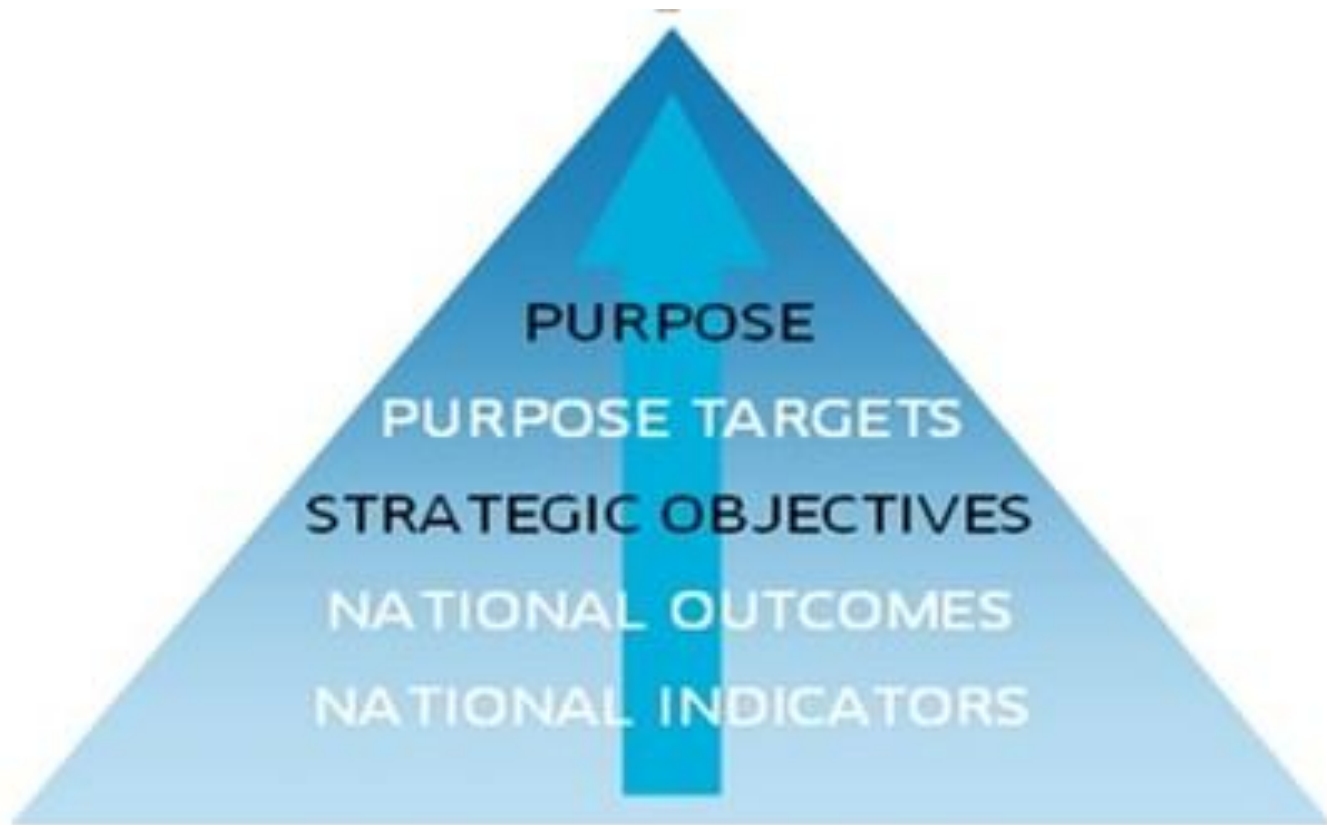 PURPOSE
PURPOSE TARGETS
STRATEGIC OBJECTIVES
NATIONAL OUTCOMES
NATIONAL INDICATORS